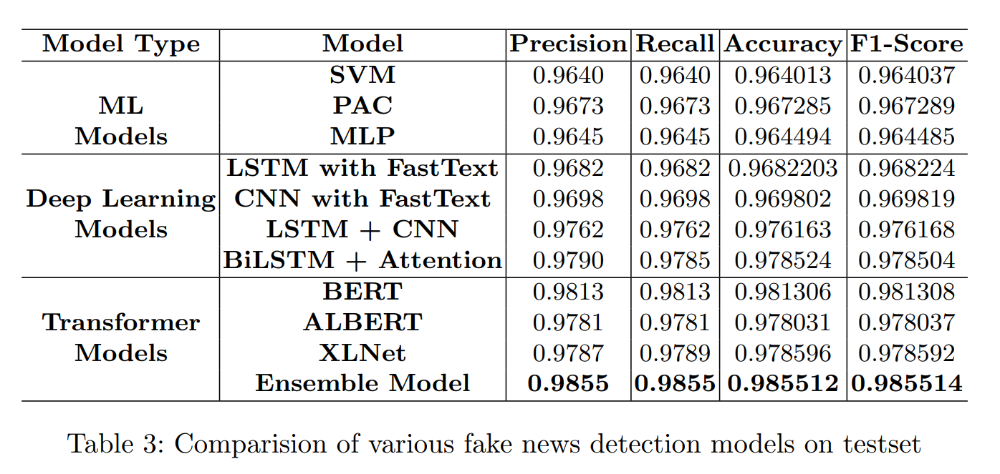 Model Type Model Precision Recall Accuracy F1-Score
SVM 0.9640 0.9640 0.964013 0.964037
ML PAC 0.9673 0.9673 0.967285 0.967289
Models MLP 0.9645 0.9645 0.964494 0.964485
LSTM with FastText 0.9682 0.9682 0.9682203 0.968224
Deep Learning CNN with FastText 0.9698 0.9698 0.969802 0.969819
Models LSTM + CNN 0.9762 0.9762 0.976163 0.976168
BiLSTM + Attention 0.9790 0.9785 0.978524 0.978504
BERT 0.9813 0.9813 0.981306 0.981308
Transformer ALBERT 0.9781 0.9781 0.978031 0.978037
Models XLNet 0.9787 0.9789 0.978596 0.978592
Ensemble Model 0.9855 0.9855 0.985512 0.985514
Table 3: Comparision of various fake news detection models on testset